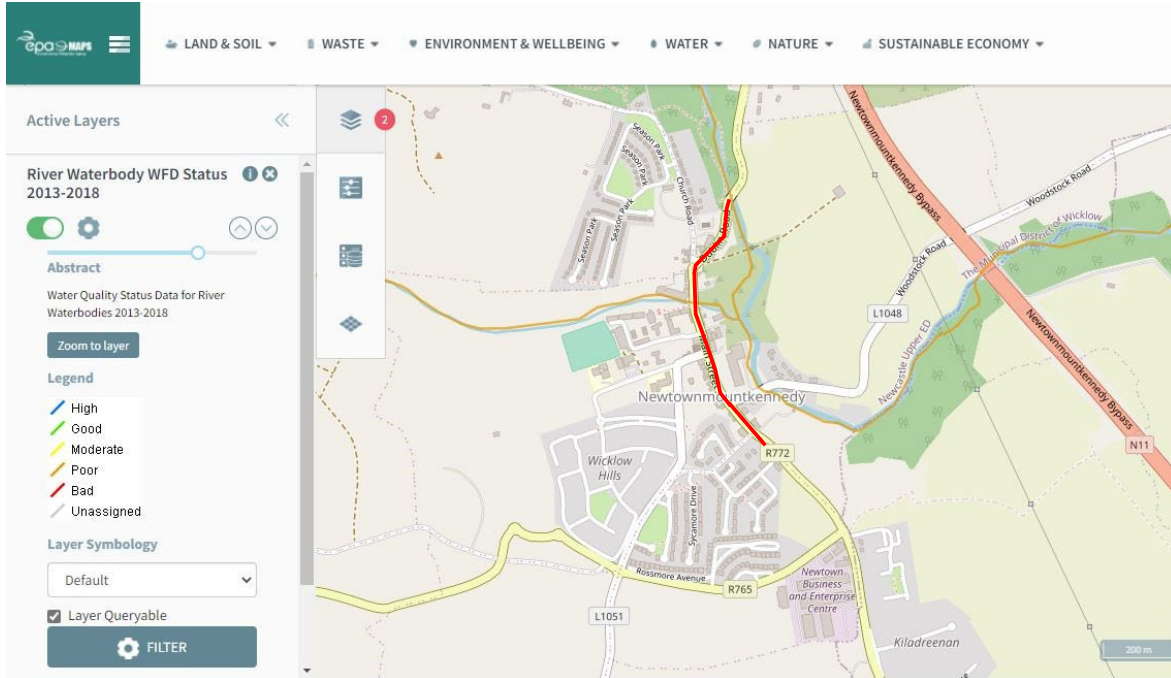 epa MAPS
LAND & SOIL
WASTE
ENVIRONMENT & WELLBEING
WATER
NATURE
SUSTAINABLE ECONOMY
Active Layers
2
River Waterbody WFD Status
2013-2018
Abstract
Water Quality Status Data for River
Waterbodies 2013-2018
Zoom to layer
Legend
High
Good
Moderate
Poor
Bad
Unassigned
Layer Symbology
Default
Layer Queryable
FILTER
Season Park
Season Park
Season Park
Season Park
Season Park
Church Road
Main Street
Newtownmountkennedy
Newtownmountkennedy Bypass
Newtownmountkennedy Bypass
Woodstock Road
Woodstock Road
The Municipal District of Wicklow
Newcastle Upper ED
L1048
N11
R772
Wicklow
Hills
Sycamore Drive
Rossmore Avenue
R765
L1051
Newtown
Business
and Enterprise
Centre
Kiladreenan
200 m